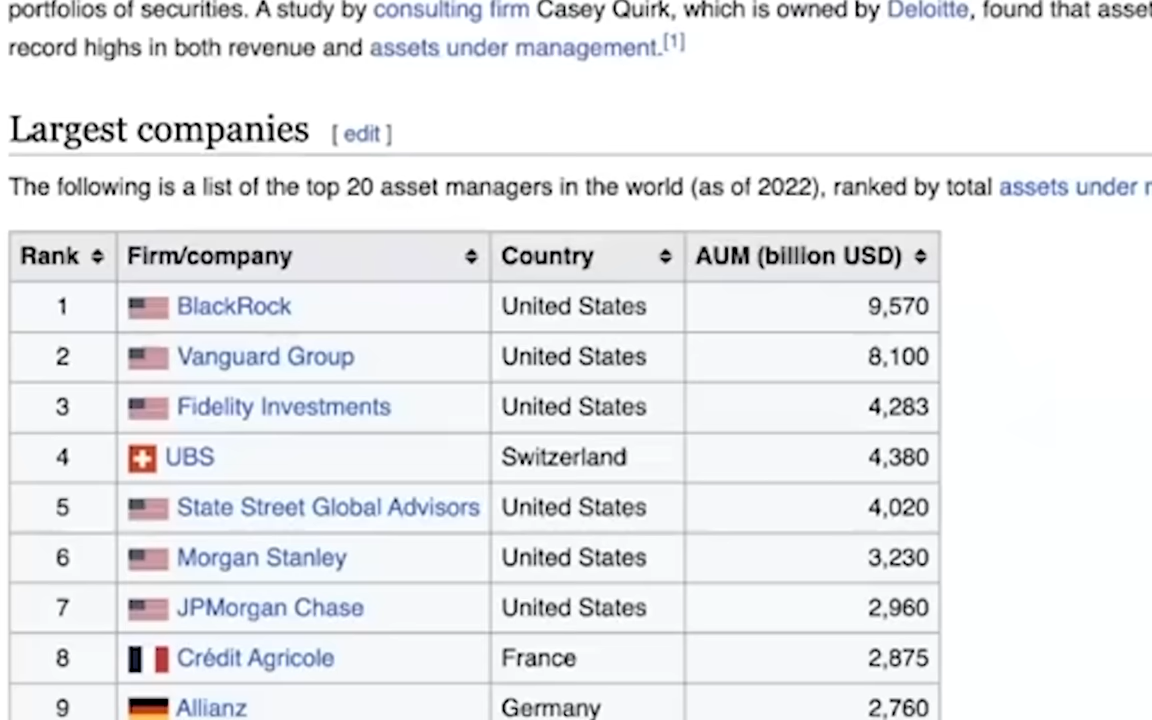 portfolios of securities. A study by consulting firm Casey Quirk, which is owned by Deloitte, found that asset
record highs in both revenue and assets under management.[1]
Largest companies [ edit ]
The following is a list of the top 20 asset managers in the world (as of 2022), ranked by total assets under
Rank Firm/company Country AUM (billion USD)
1 BlackRock United States 9,570
2 Vanguard Group United States 8,100
3 Fidelity Investments United States 4,283
4 UBS Switzerland 4,380
5 State Street Global Advisors United States 4,020
6 Morgan Stanley United States 3,230
7 JPMorgan Chase United States 2,960
8 Crédit Agricole France 2,875
9 Allianz Germany 2,760